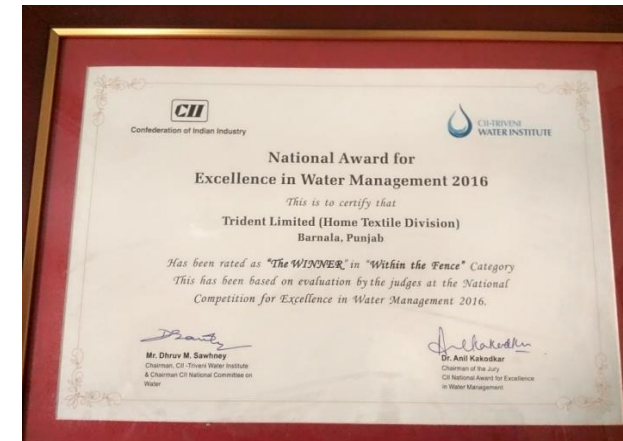 CII
Confederation of Indian Industry
CII-TRIVENI
WATER INSTITUTE
National Award for
Excellence in Water Management 2016
This is to certify that
Trident Limited (Home Textile Division)
Barnala, Punjab
Has been rated as "The WINNER" in "Within the Fence" Category
This has been based on evaluation by the judges at the National
Competition for Excellence in Water Management 2016.
Mr. Dhruv M. Sawhney
Chairman, CII -Triveni Water Institute
& Chairman CII National Committee on
Water
Dr. Anil Kakodkar
Chairman of the Jury
CII National Award for Excellence
in Water Management